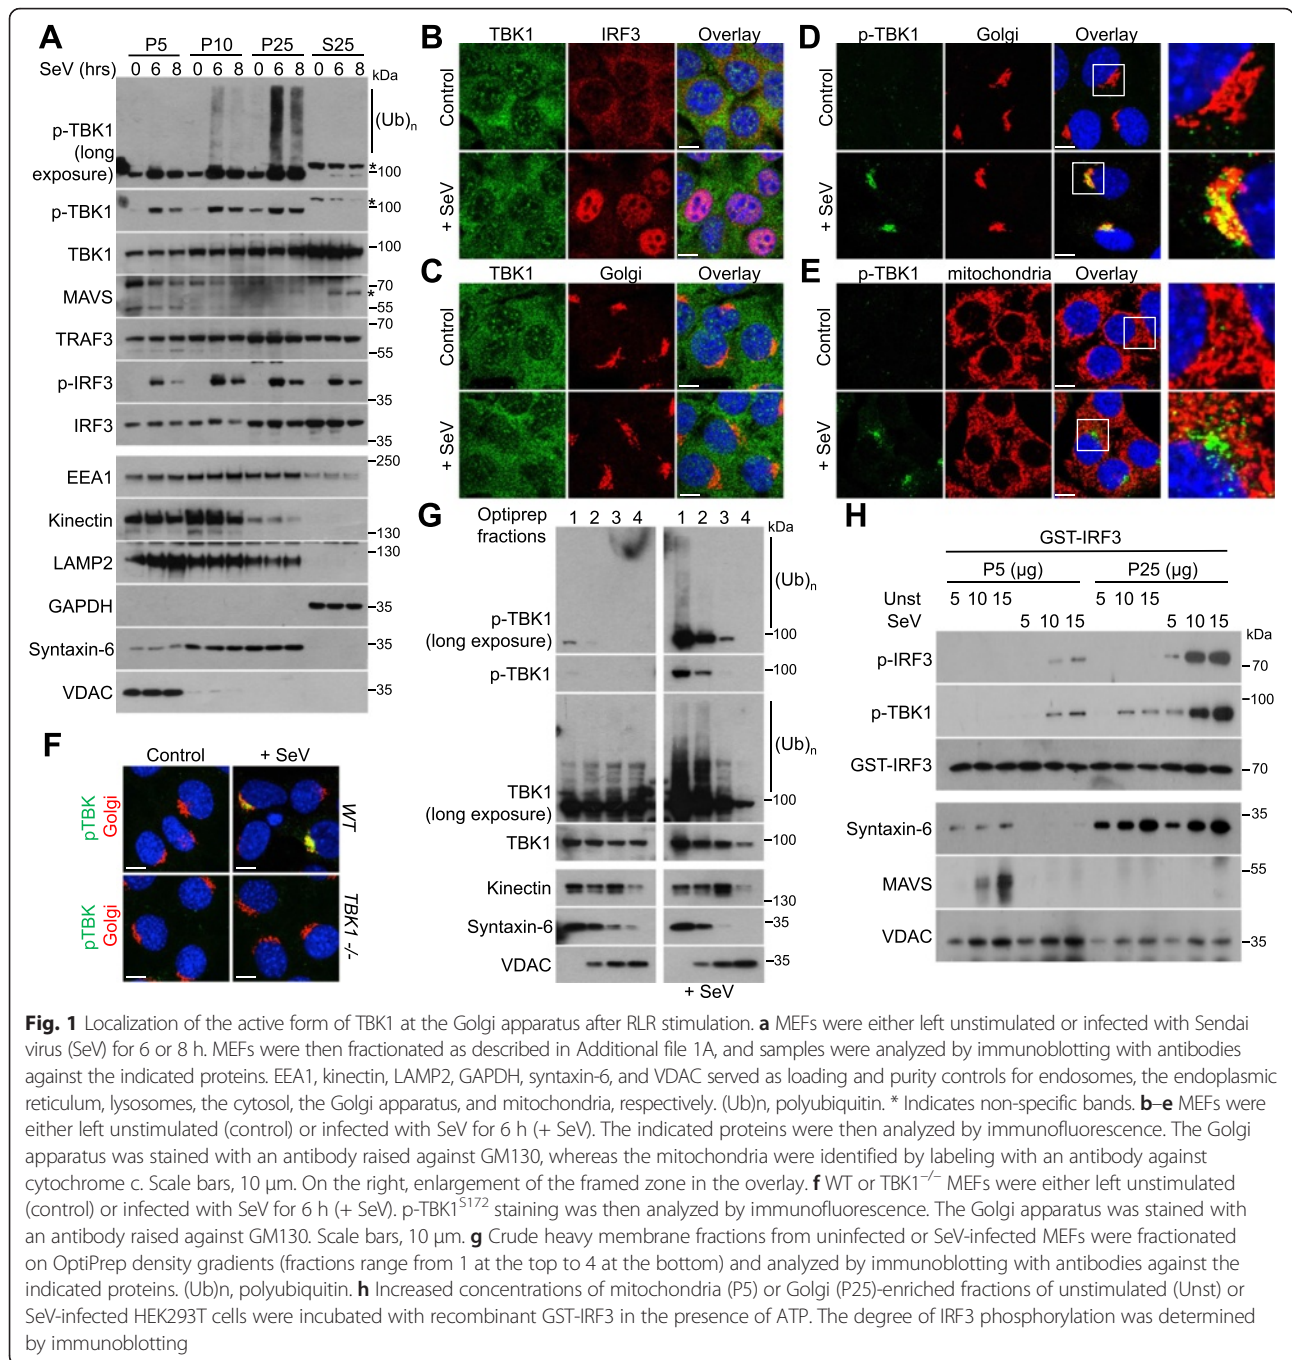 A
P5 P10 P25 S25
SeV (hrs) 0 6 8 0 6 8 0 6 8 0 6 8 kDa
p-TBK1
(long
exposure)
(Ub)n
*
100
p-TBK1
*
100
TBK1
100
MAVS
70
*
55
TRAF3
70
55
p-IRF3
35
IRF3
35
EEA1
250
Kinectin
130
LAMP2
130
GAPDH
35
Syntaxin-6
35
VDAC
35
B
TBK1 IRF3 Overlay
Control
+ SeV
C
TBK1 Golgi Overlay
Control
+ SeV
D
p-TBK1 Golgi Overlay
Control
+ SeV
E
p-TBK1 mitochondria Overlay
Control
+ SeV
F
Control + SeV
pTBK
Golgi
WT
pTBK
Golgi
TBK1 -/-
G
Optiprep
fractions
1 2 3 4 1 2 3 4 kDa
(Ub)n
p-TBK1
(long exposure)
100
p-TBK1
100
(Ub)n
TBK1
(long exposure)
100
TBK1
100
Kinectin
130
Syntaxin-6
35
VDAC
35
+ SeV
H
GST-IRF3
P5 (µg) P25 (µg)
Unst 5 10 15 5 10 15
SeV 5 10 15 5 10 15
kDa
p-IRF3
70
p-TBK1
100
GST-IRF3
70
Syntaxin-6
35
MAVS
55
VDAC
35
Fig. 1 Localization of the active form of TBK1 at the Golgi apparatus after RLR stimulation. a MEFs were either left unstimulated or infected with Sendai
virus (SeV) for 6 or 8 h. MEFs were then fractionated as described in Additional file 1A, and samples were analyzed by immunoblotting with antibodies
against the indicated proteins. EEA1, kinectin, LAMP2, GAPDH, syntaxin-6, and VDAC served as loading and purity controls for endosomes, the endoplasmic
reticulum, lysosomes, the cytosol, the Golgi apparatus, and mitochondria, respectively. (Ub)n, polyubiquitin. * Indicates non-specific bands. b–e MEFs were
either left unstimulated (control) or infected with SeV for 6 h (+ SeV). The indicated proteins were then analyzed by immunofluorescence. The Golgi
apparatus was stained with an antibody raised against GM130, whereas the mitochondria were identified by labeling with an antibody against
cytochrome c. Scale bars, 10 µm. On the right, enlargement of the framed zone in the overlay. f WT or TBK1−/− MEFs were either left unstimulated
(control) or infected with SeV for 6 h (+ SeV). p-TBK1S172 staining was then analyzed by immunofluorescence. The Golgi apparatus was stained with
an antibody raised against GM130. Scale bars, 10 µm. g Crude heavy membrane fractions from uninfected or SeV-infected MEFs were fractionated
on OptiPrep density gradients (fractions range from 1 at the top to 4 at the bottom) and analyzed by immunoblotting with antibodies against the
indicated proteins. (Ub)n, polyubiquitin. h Increased concentrations of mitochondria (P5) or Golgi (P25)-enriched fractions of unstimulated (Unst) or
SeV-infected HEK293T cells were incubated with recombinant GST-IRF3 in the presence of ATP. The degree of IRF3 phosphorylation was determined
by immunoblotting